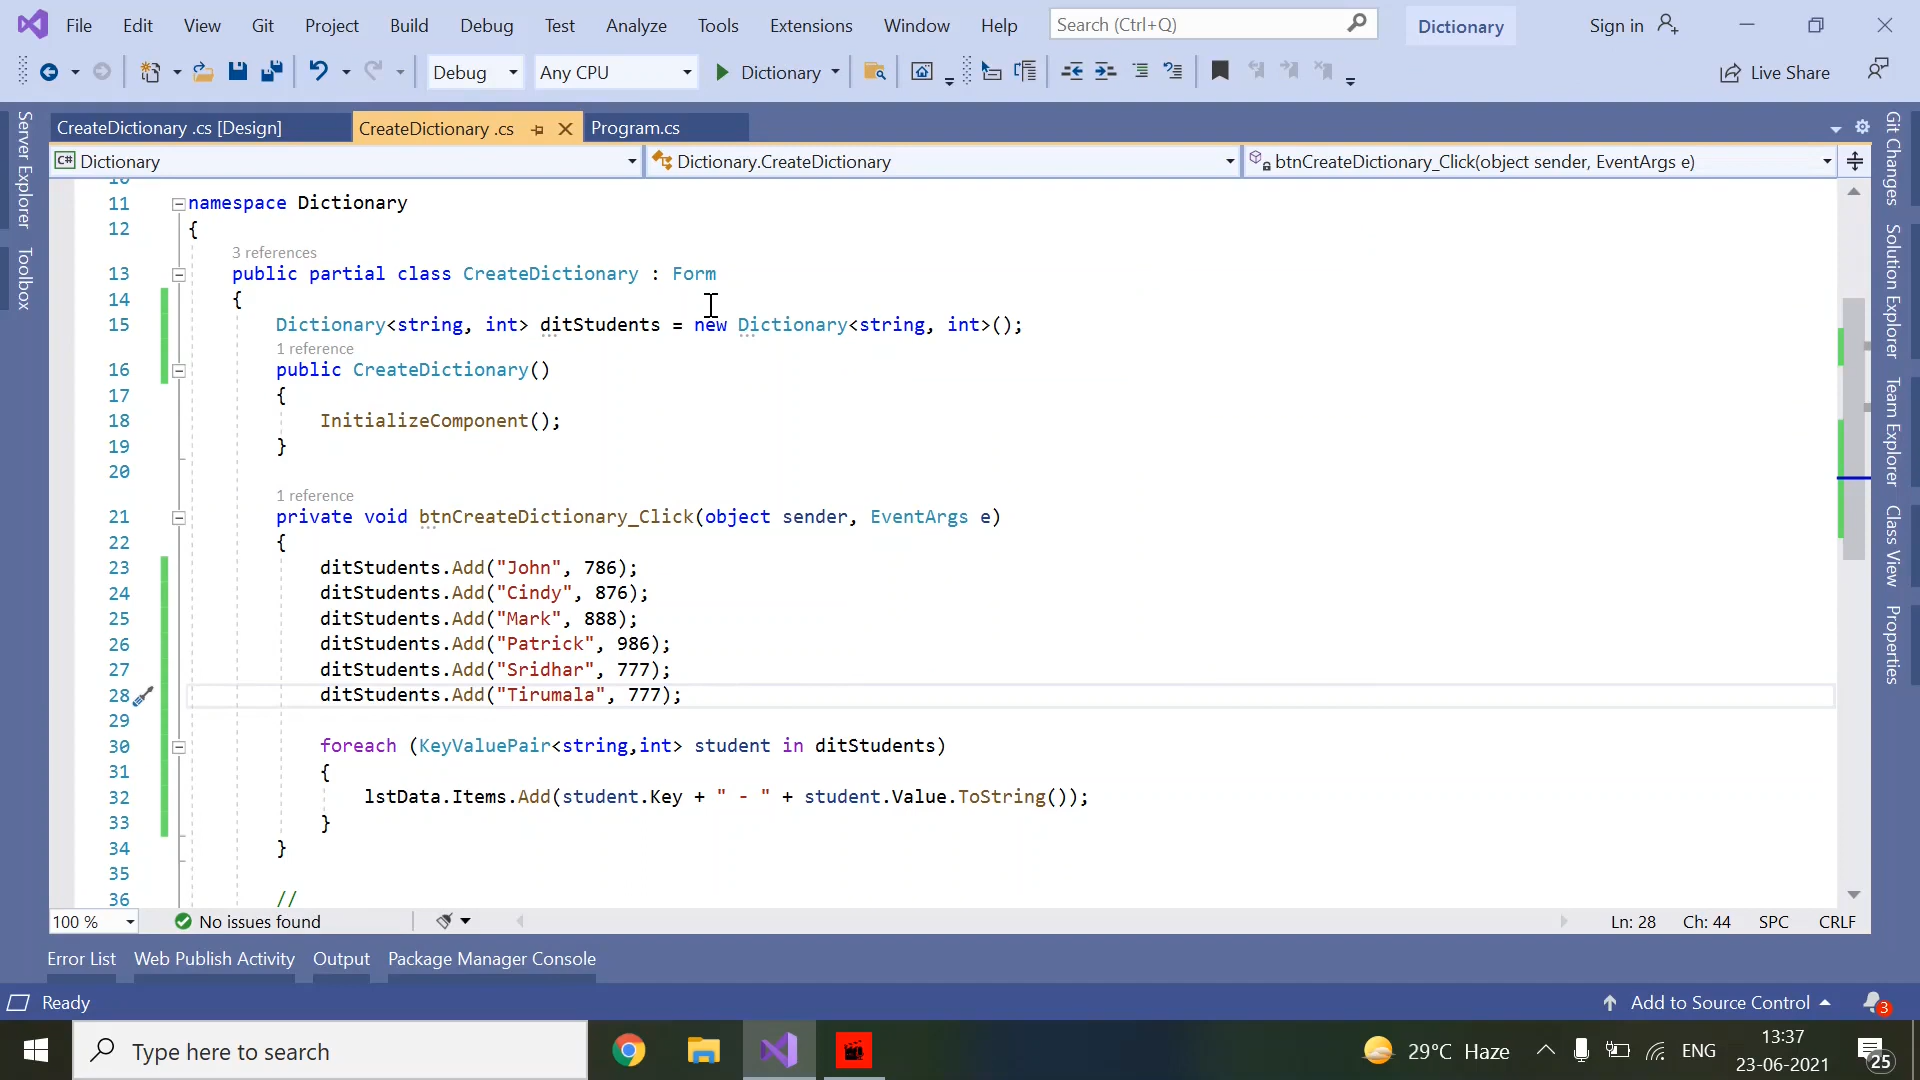 File Edit View Git Project Build Debug Test Analyze Tools Extensions Window Help Search (Ctrl+Q) Dictionary Sign in
Debug Any CPU Dictionary Live Share
CreateDictionary .cs [Design] CreateDictionary .cs Program.cs
C# Dictionary Dictionary.CreateDictionary btnCreateDictionary_Click(object sender, EventArgs e)
11 namespace Dictionary
12 {
3 references
13 public partial class CreateDictionary : Form
14 {
15 Dictionary<string, int> ditStudents = new Dictionary<string, int>();
1 reference
16 public CreateDictionary()
17 {
18 InitializeComponent();
19 }
20
1 reference
21 private void btnCreateDictionary_Click(object sender, EventArgs e)
22 {
23 ditStudents.Add("John", 786);
24 ditStudents.Add("Cindy", 876);
25 ditStudents.Add("Mark", 888);
26 ditStudents.Add("Patrick", 986);
27 ditStudents.Add("Sridhar", 777);
28 ditStudents.Add("Tirumala", 777);
29
30 foreach (KeyValuePair<string,int> student in ditStudents)
31 {
32 lstData.Items.Add(student.Key + " - " + student.Value.ToString());
33 }
34 }
35
36 //
100 % No issues found Ln: 28 Ch: 44 SPC CRLF
Server Explorer
Toolbox
Git Changes
Solution Explorer
Team Explorer
Class View
Properties
Error List Web Publish Activity Output Package Manager Console
Ready Add to Source Control 3
Type here to search 29°C Haze ENG 13:37
23-06-2021 25